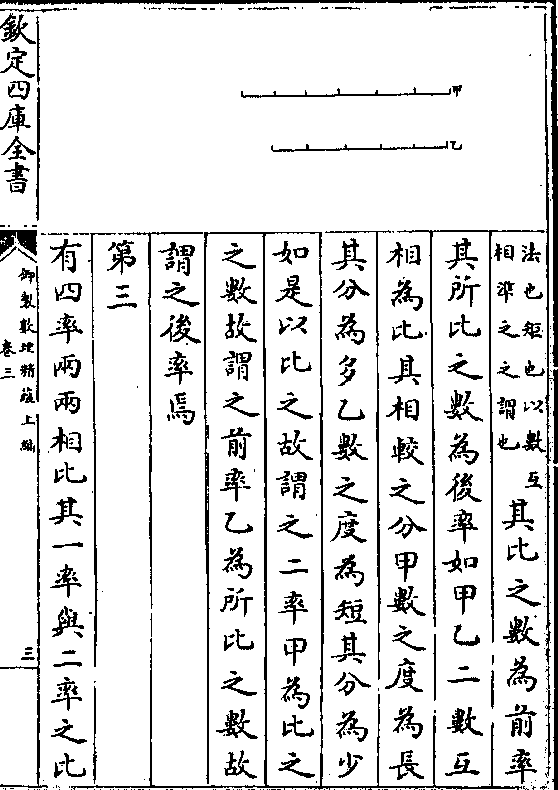 甲
乙
法也矩也以數互
相準之之謂也
其比之數為前率
其所比之數為後率如甲乙二數互
相為比其相較之分甲數之度為長
其分為多乙數之度為短其分為少
如是以比之故謂之二率甲為比之
之數故謂之前率乙為所比之數故
謂之後率焉
第三
有四率兩兩相比其一率與二率之比
欽定四庫全書
御製數理精蘊上編
卷三
三